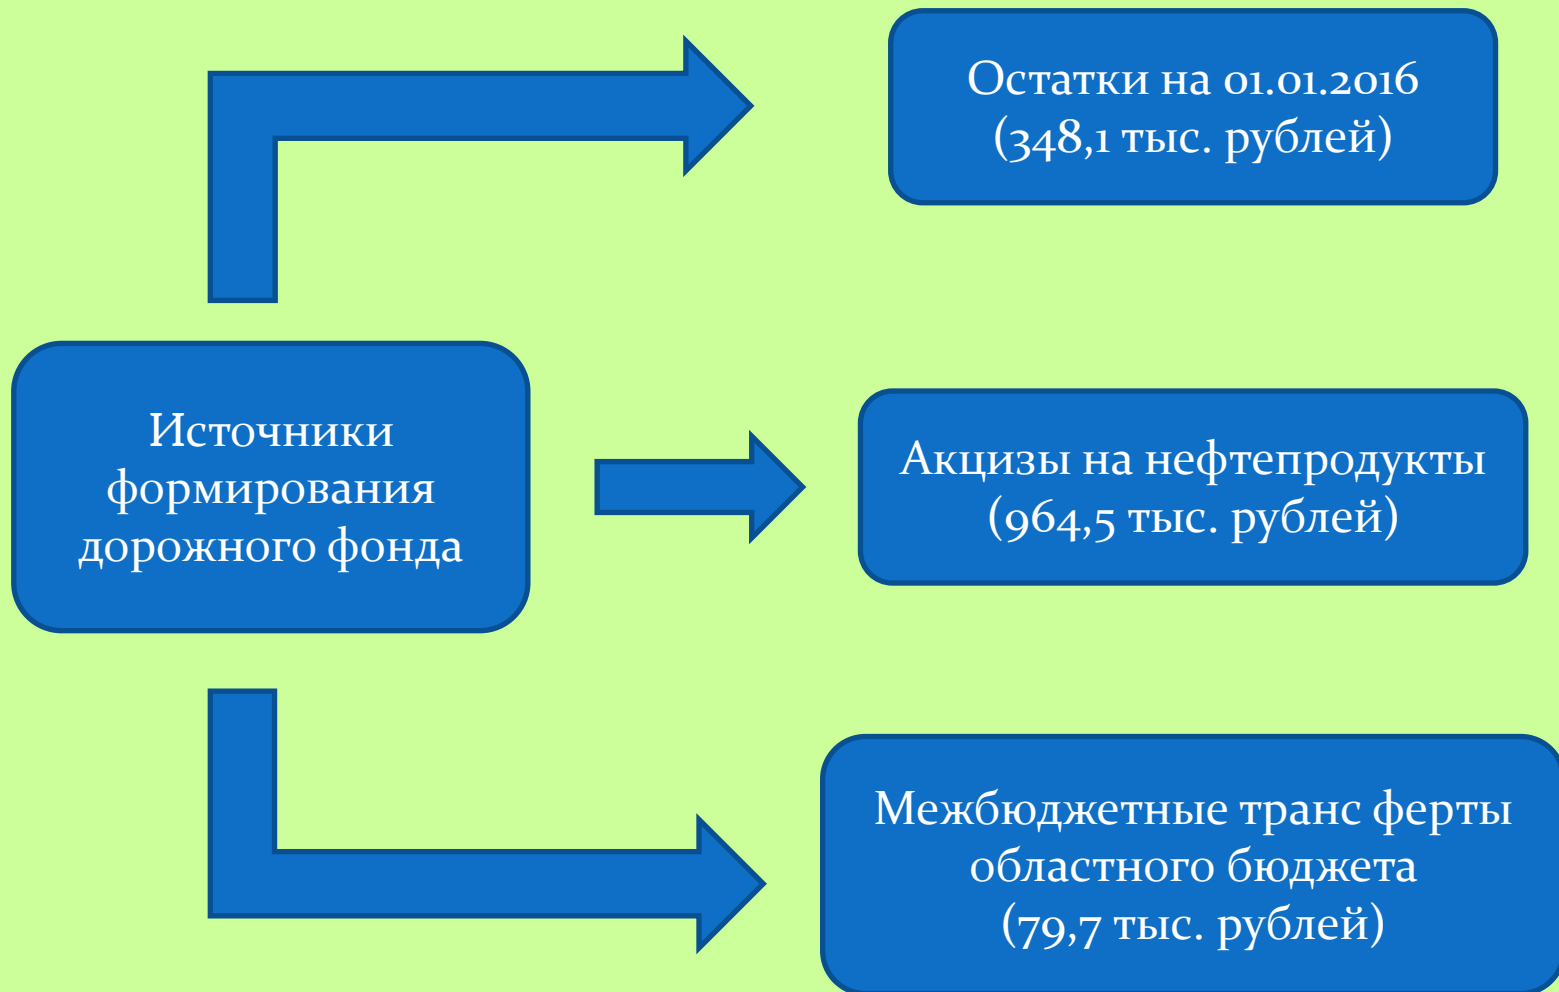 Остатки на 01.01.2016
(348,1 тыс. рублей)
Источники
формирования
дорожного фонда
Акцизы на нефтепродукты
(964,5 тыс. рублей)
Межбюджетные транс ферты
областного бюджета
(79,7 тыс. рублей)